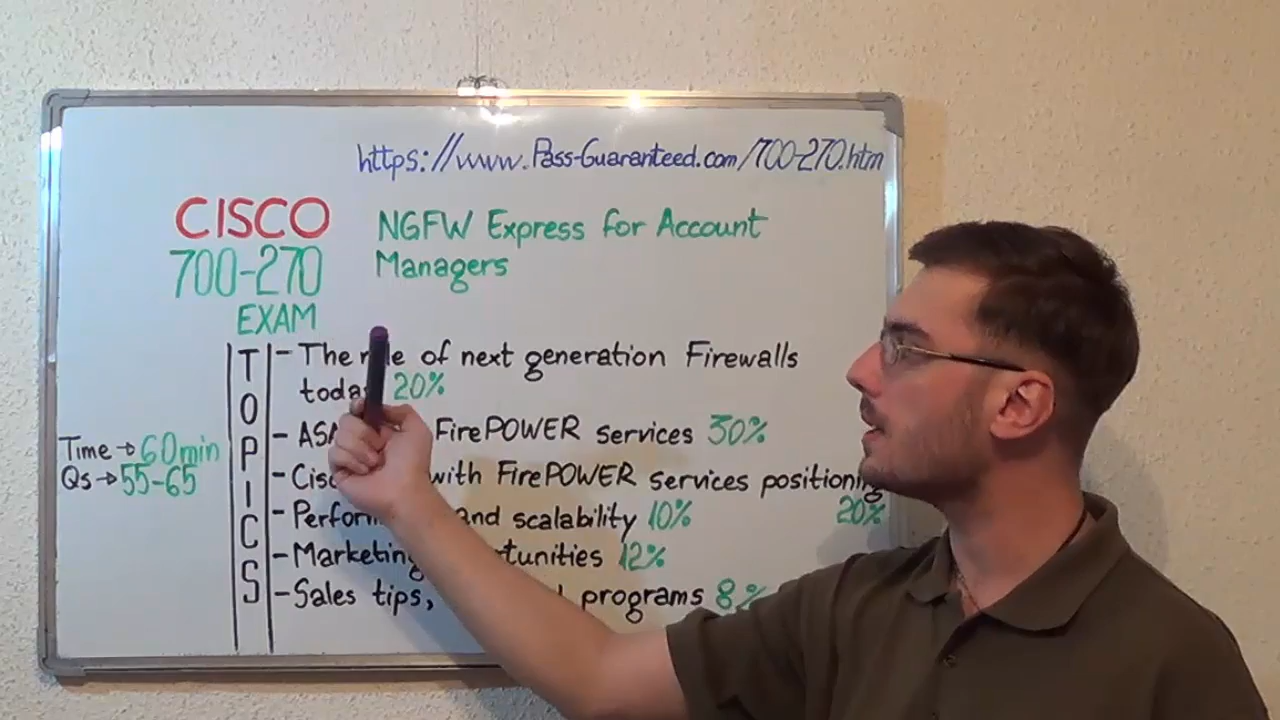 https://www.Pass-Guaranteed.com/700-270.htm
CISCO
700-270
EXAM
NGFW Express for Account
Managers
TOPICS
- The of next generation Firewalls
20%
- FirePOWER services 30%
- with FirePOWER services positioning
20%
- and scalability 10%
- Marketing 12%
- Sales tips, programs 8%
Time → 60min
Qs → 55-65